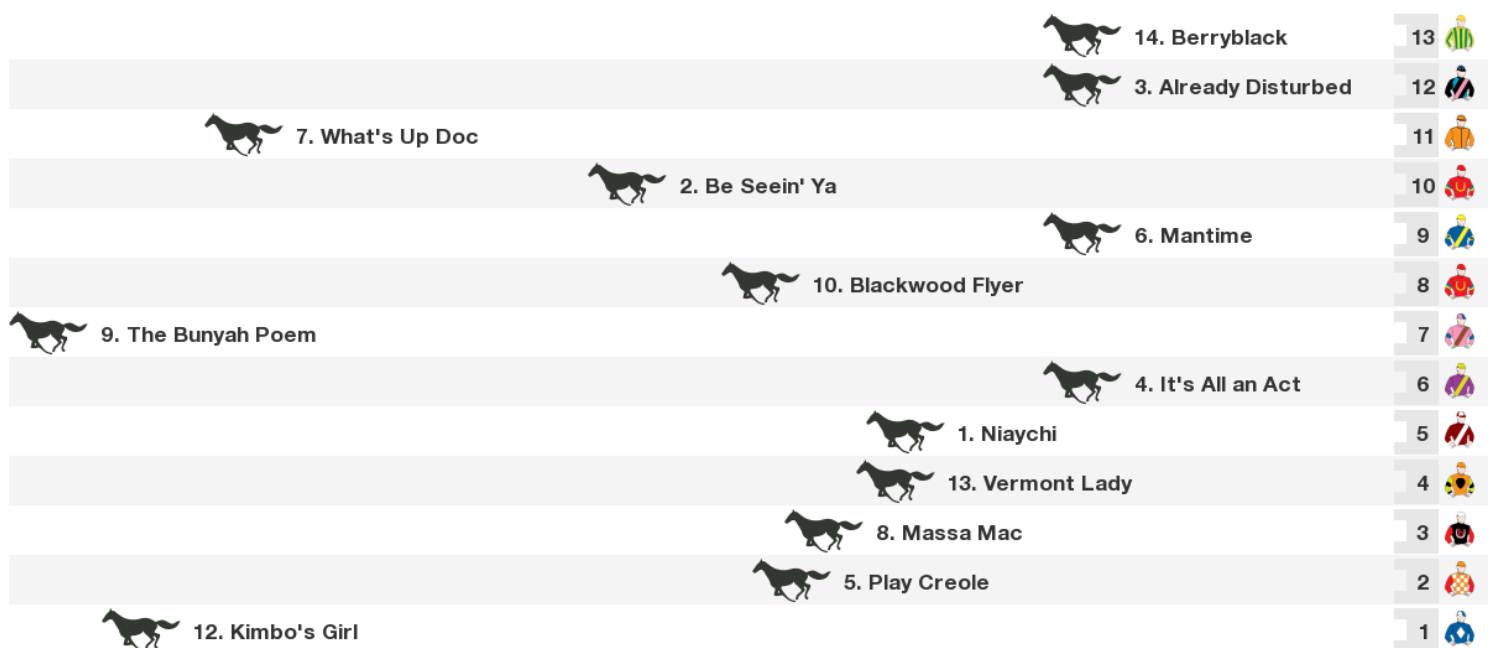 14. Berryblack 13
3. Already Disturbed 12
7. What's Up Doc 11
2. Be Seein' Ya 10
6. Mantime 9
10. Blackwood Flyer 8
9. The Bunyah Poem 7
4. It's All an Act 6
1. Niaychi 5
13. Vermont Lady 4
8. Massa Mac 3
5. Play Creole 2
12. Kimbo's Girl 1